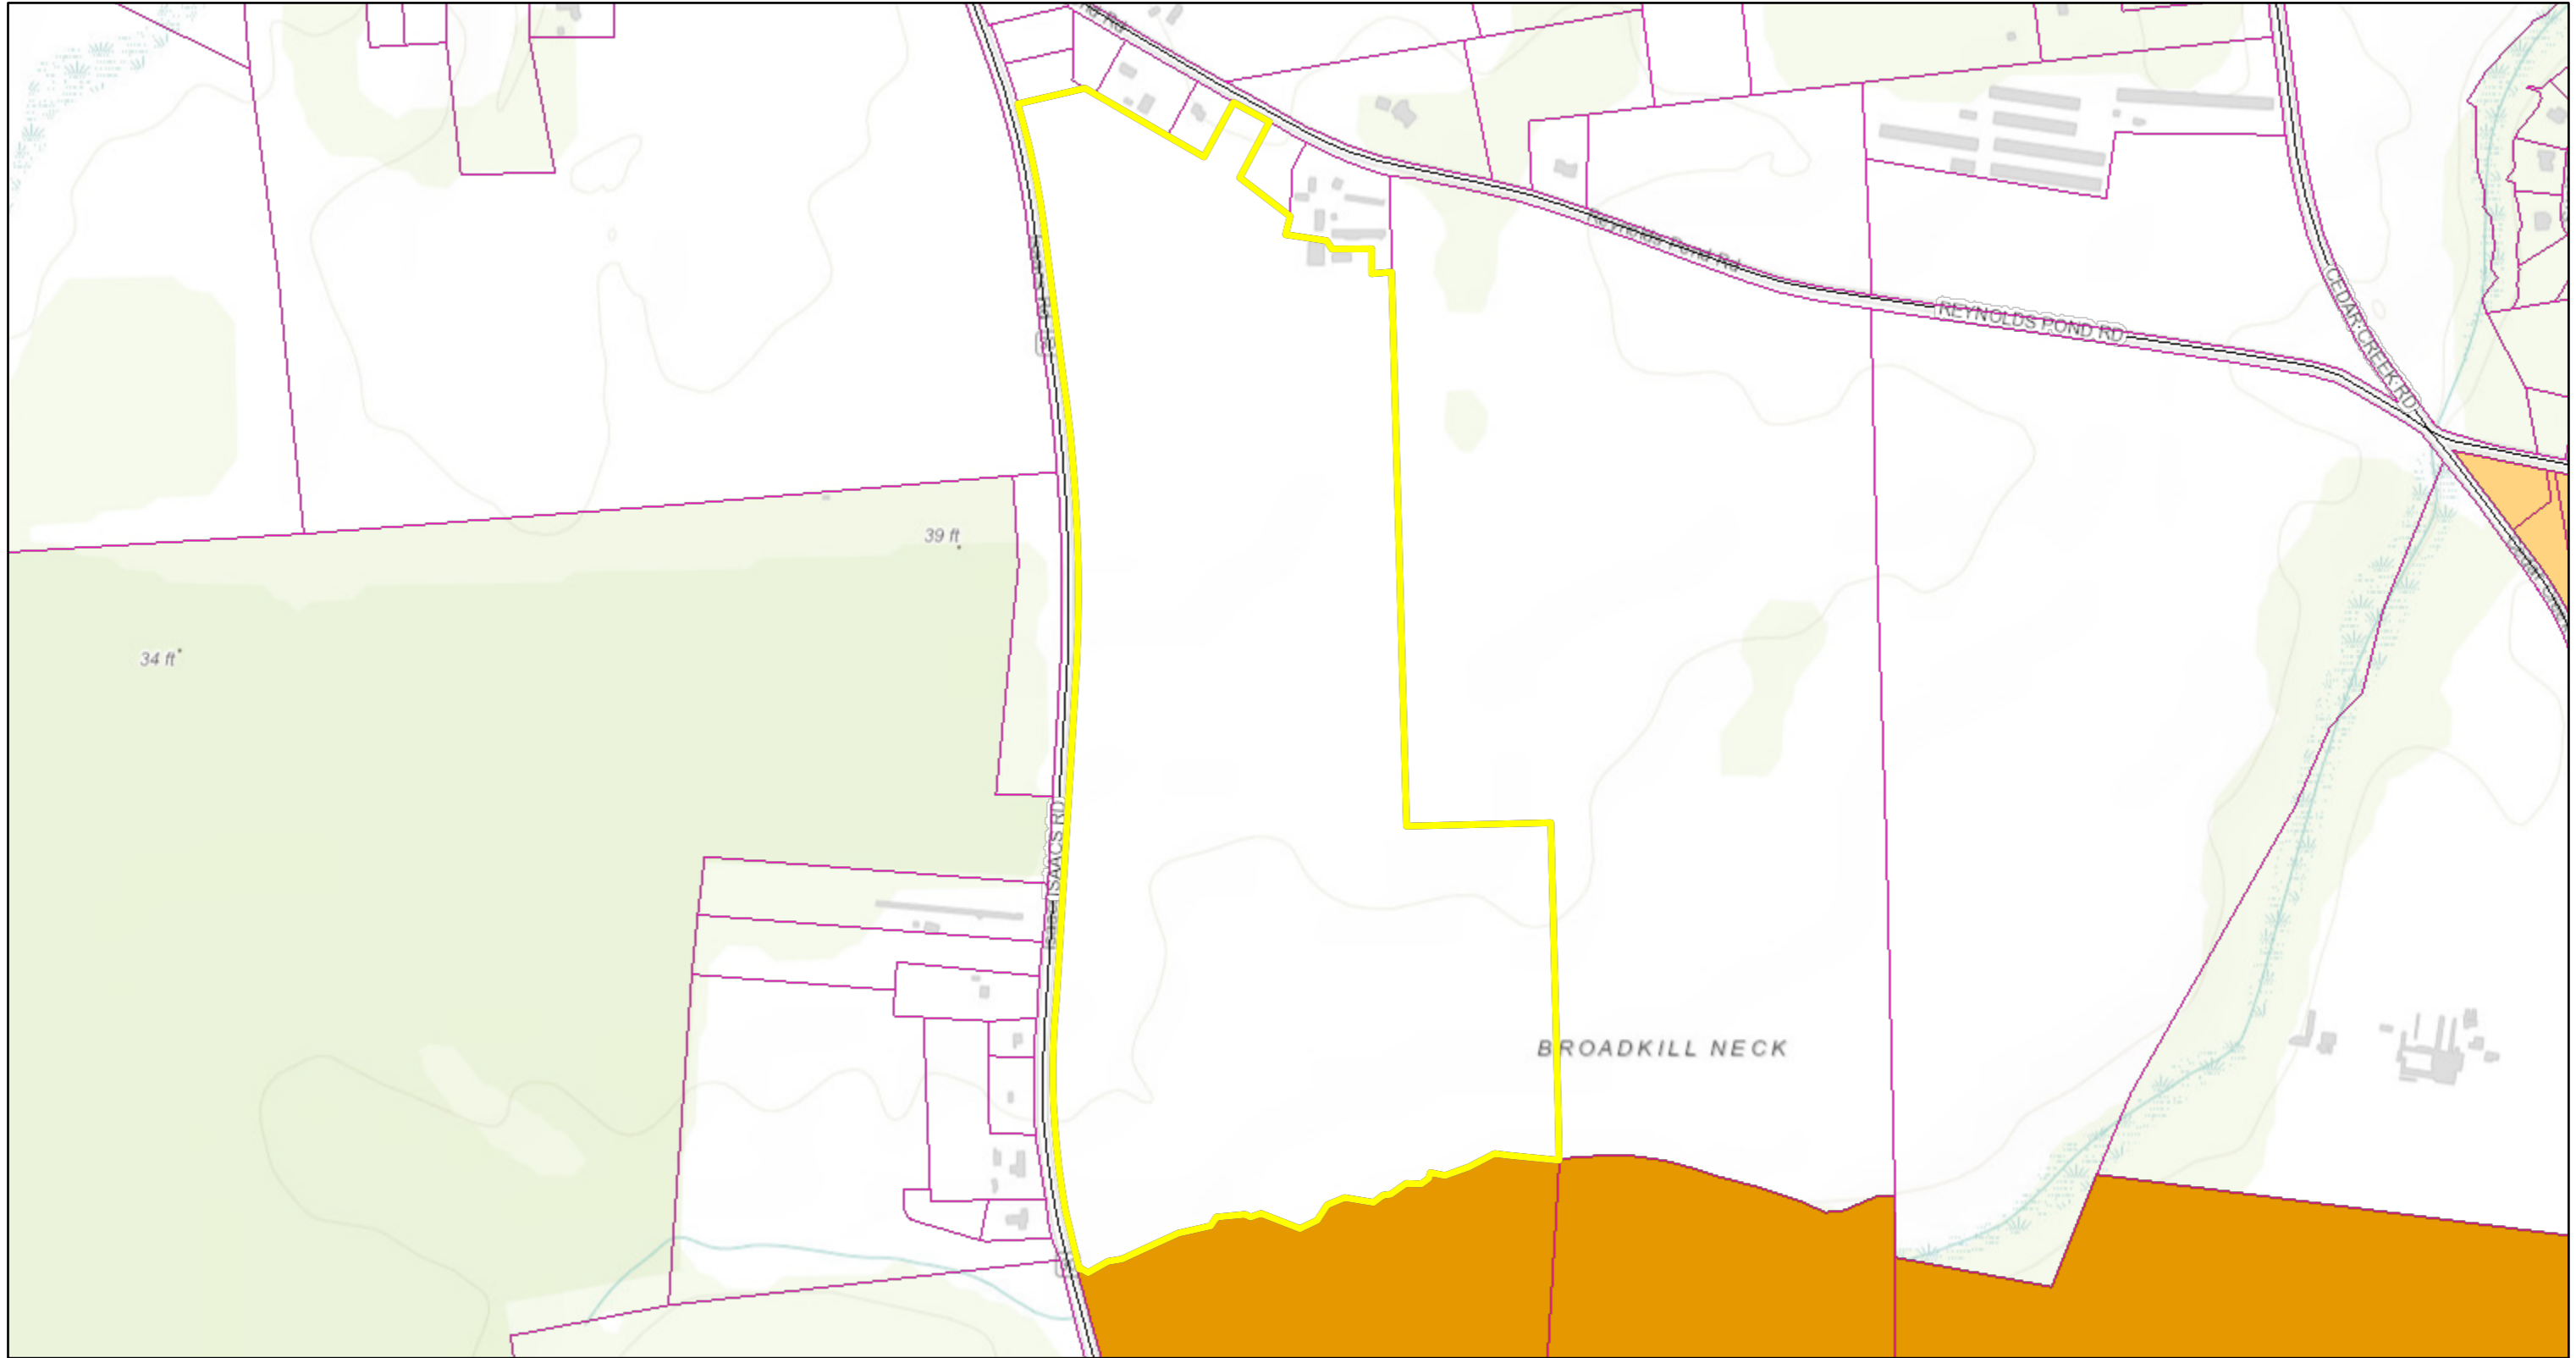 Reynolds Pond Rd
REYNOLDS POND RD
CEDAR CREEK RD
39 ft
34 ft
ISAACS RD
BROADKILL NECK